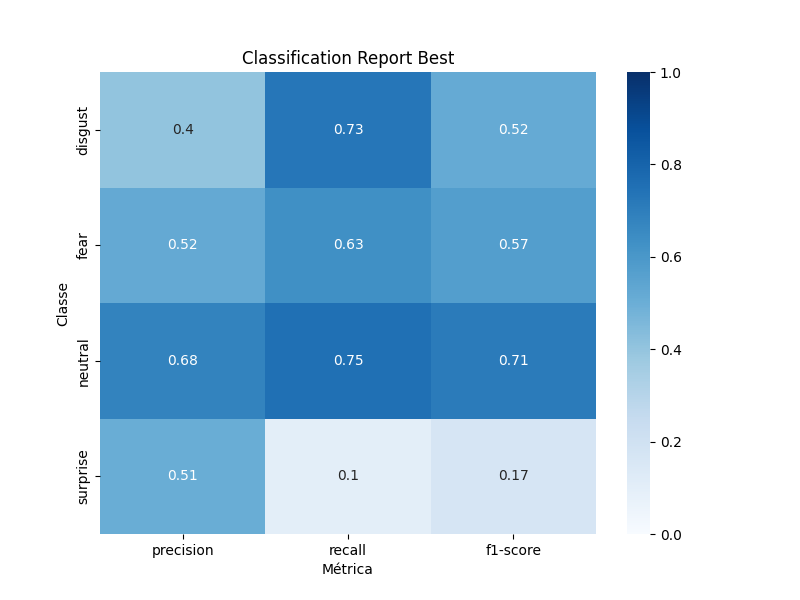 Classification Report Best
disgust 0.4 0.73 0.52
fear 0.52 0.63 0.57
neutral 0.68 0.75 0.71
surprise 0.51 0.1 0.17
Classe
precision recall f1-score
Métrica
1.0
0.8
0.6
0.4
0.2
0.0